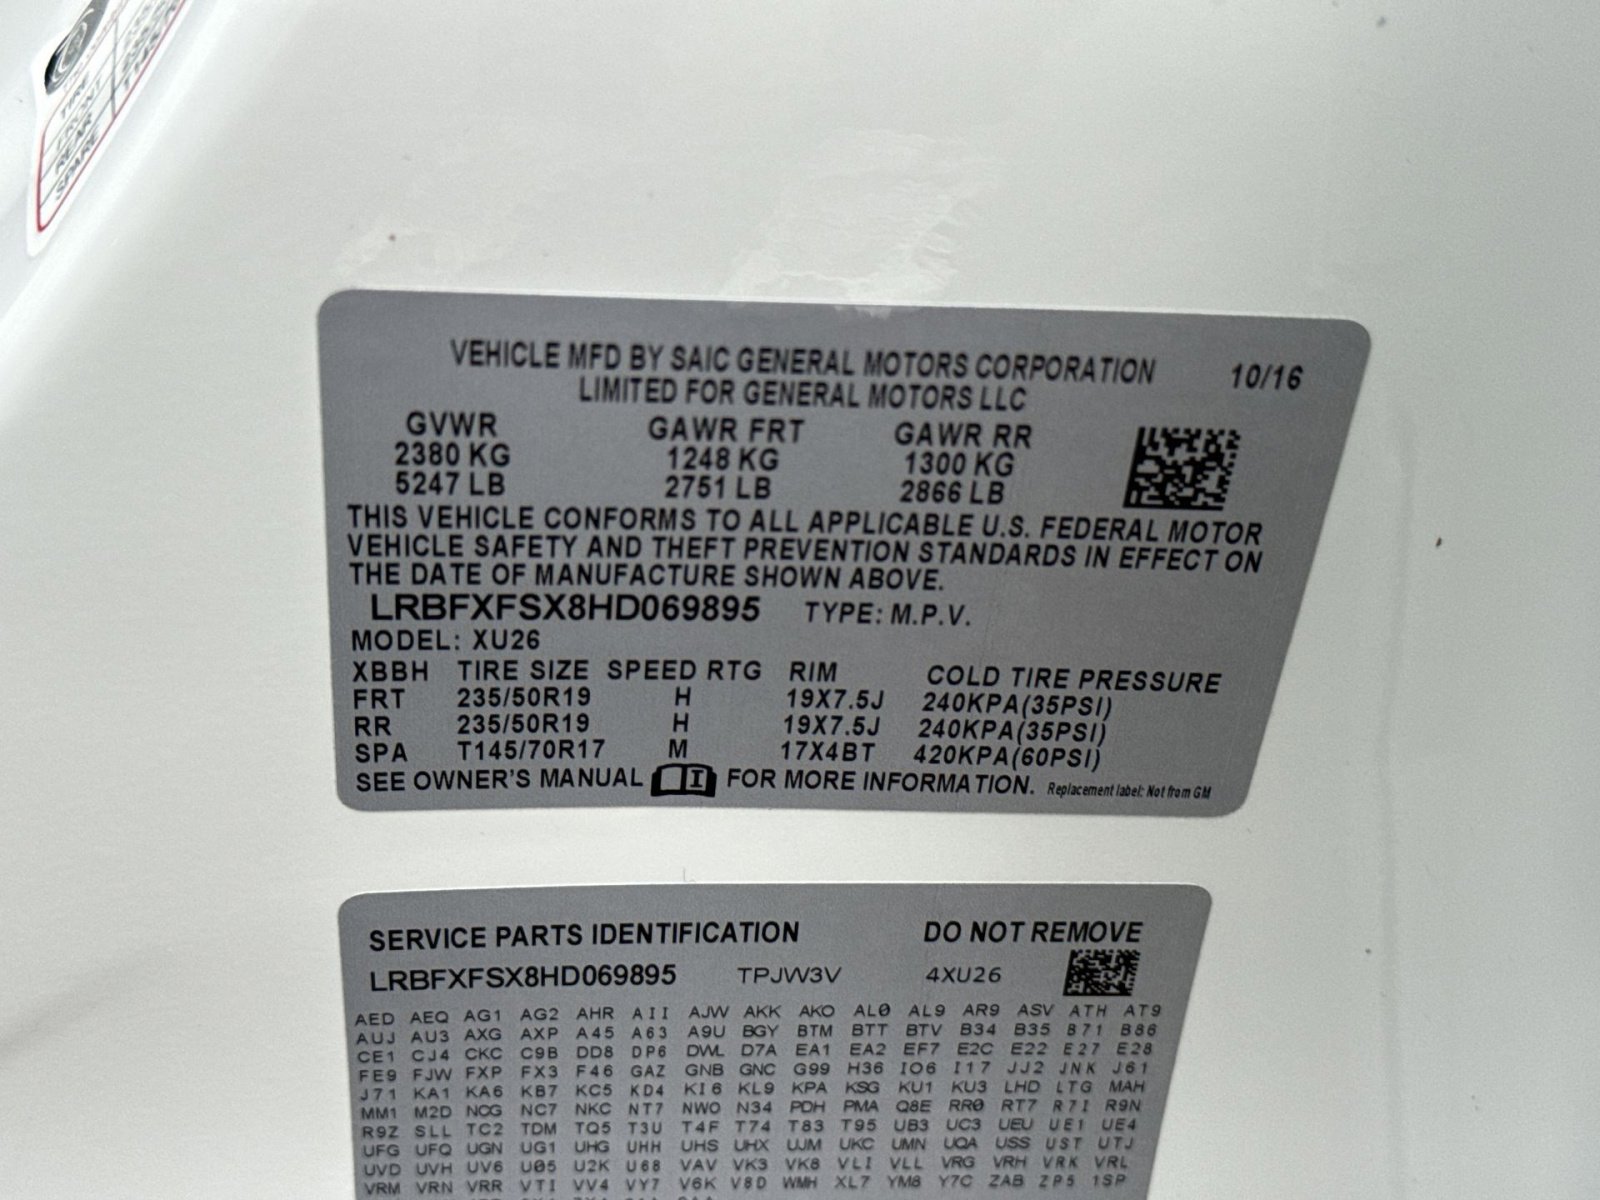 TIRE
FRONT
REAR
SPARE
VEHICLE MFD BY SAIC GENERAL MOTORS CORPORATION 10/16
LIMITED FOR GENERAL MOTORS LLC
GVWR GAWR FRT GAWR RR
2380 KG 1248 KG 1300 KG
5247 LB 2751 LB 2866 LB
THIS VEHICLE CONFORMS TO ALL APPLICABLE U.S. FEDERAL MOTOR
VEHICLE SAFETY AND THEFT PREVENTION STANDARDS IN EFFECT ON
THE DATE OF MANUFACTURE SHOWN ABOVE.
LRBFXFSX8HD069895 TYPE: M.P.V.
MODEL: XU26
XBBH TIRE SIZE SPEED RTG RIM COLD TIRE PRESSURE
FRT 235/50R19 H 19X7.5J 240KPA(35PSI)
RR 235/50R19 H 19X7.5J 240KPA(35PSI)
SPA T145/70R17 M 17X4BT 420KPA(60PSI)
SEE OWNER'S MANUAL FOR MORE INFORMATION. Replacement label: Not from GM
SERVICE PARTS IDENTIFICATION DO NOT REMOVE
LRBFXFSX8HD069895 TPJW3V 4XU26
AED AEQ AG1 AG2 AHR AII AJW AKK AKO AL0 AL9 AR9 ASV ATH AT9
AUJ AU3 AXG AXP A45 A63 A9U BGY BTM BTT BTV B34 B35 B71 B86
CE1 CJ4 CKC C9B DD8 DP6 DWL D7A EA1 EA2 EF7 E2C E22 E27 E28
FE9 FJW FXP FX3 F46 GAZ GNB GNC G99 H36 IO6 I17 JJ2 JNK J61
J71 KA1 KA6 KB7 KC5 KD4 KI6 KL9 KPA KSG KU1 KU3 LHD LTG MAH
MM1 M2D NCG NC7 NKC NT7 NWO N34 PDH PMA Q8E RR0 RT7 R7I R9N
R9Z SLL TC2 TDM TQ5 T3U T4F T74 T83 T95 UB3 UC3 UEU UE1 UE4
UFG UFQ UGN UG1 UHG UHH UHS UHX UJM UKC UMN UQA USS UST UTJ
UVD UVH UV6 U05 U2K U68 VAV VK3 VK8 VLI VLL VRG VRH VRK VRL
VRM VRN VRR VTI VV4 VY7 V6K V8D WMH XL7 YM8 Y7C ZAB ZP5 1SP